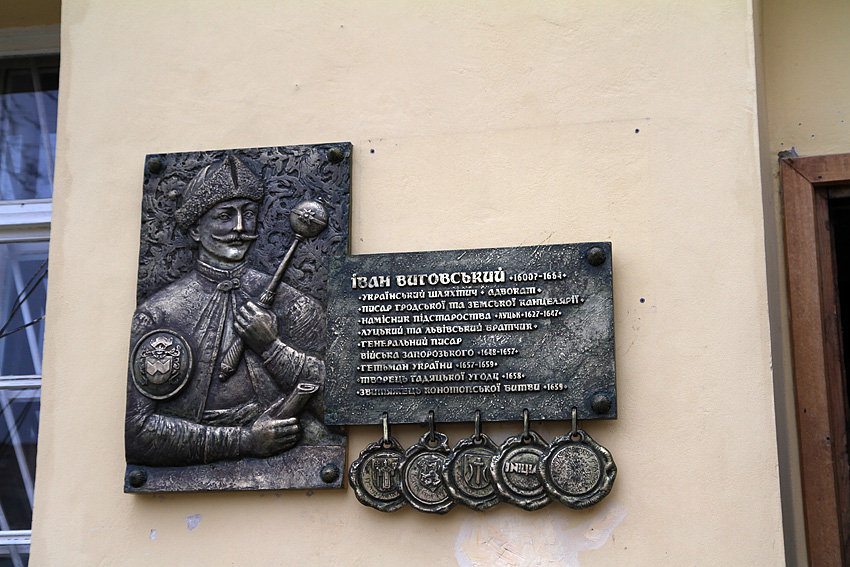 ІВАН ВИГОВСЬКИЙ •1600?-1664•
•УКРАЇНСЬКИЙ ШЛЯХТИЧ • АДВОКАТ•
•ПИСАР ГРОДСЬКОЇ ТА ЗЕМСЬКОЇ КАНЦЕЛЯРІЇ
•НАМІСНИК ПІДСТАРОСТВА •ЛУЦЬК•1627-1647•
•ЛУЦЬКИЙ ТА ЛЬВІВСЬКИЙ БРАТЧИК•
•ГЕНЕРАЛЬНИЙ ПИСАР
ВІЙСЬКА ЗАПОРОЗЬКОГО •1648-1657•
•ГЕТЬМАН УКРАЇНИ •1657-1659•
•ТВОРЕЦЬ ГАДЯЦЬКОЇ УГОДИ •1658•
•ЗВИТЯЖЕЦЬ КОНОТОПСЬКОЇ БИТВИ •1659•